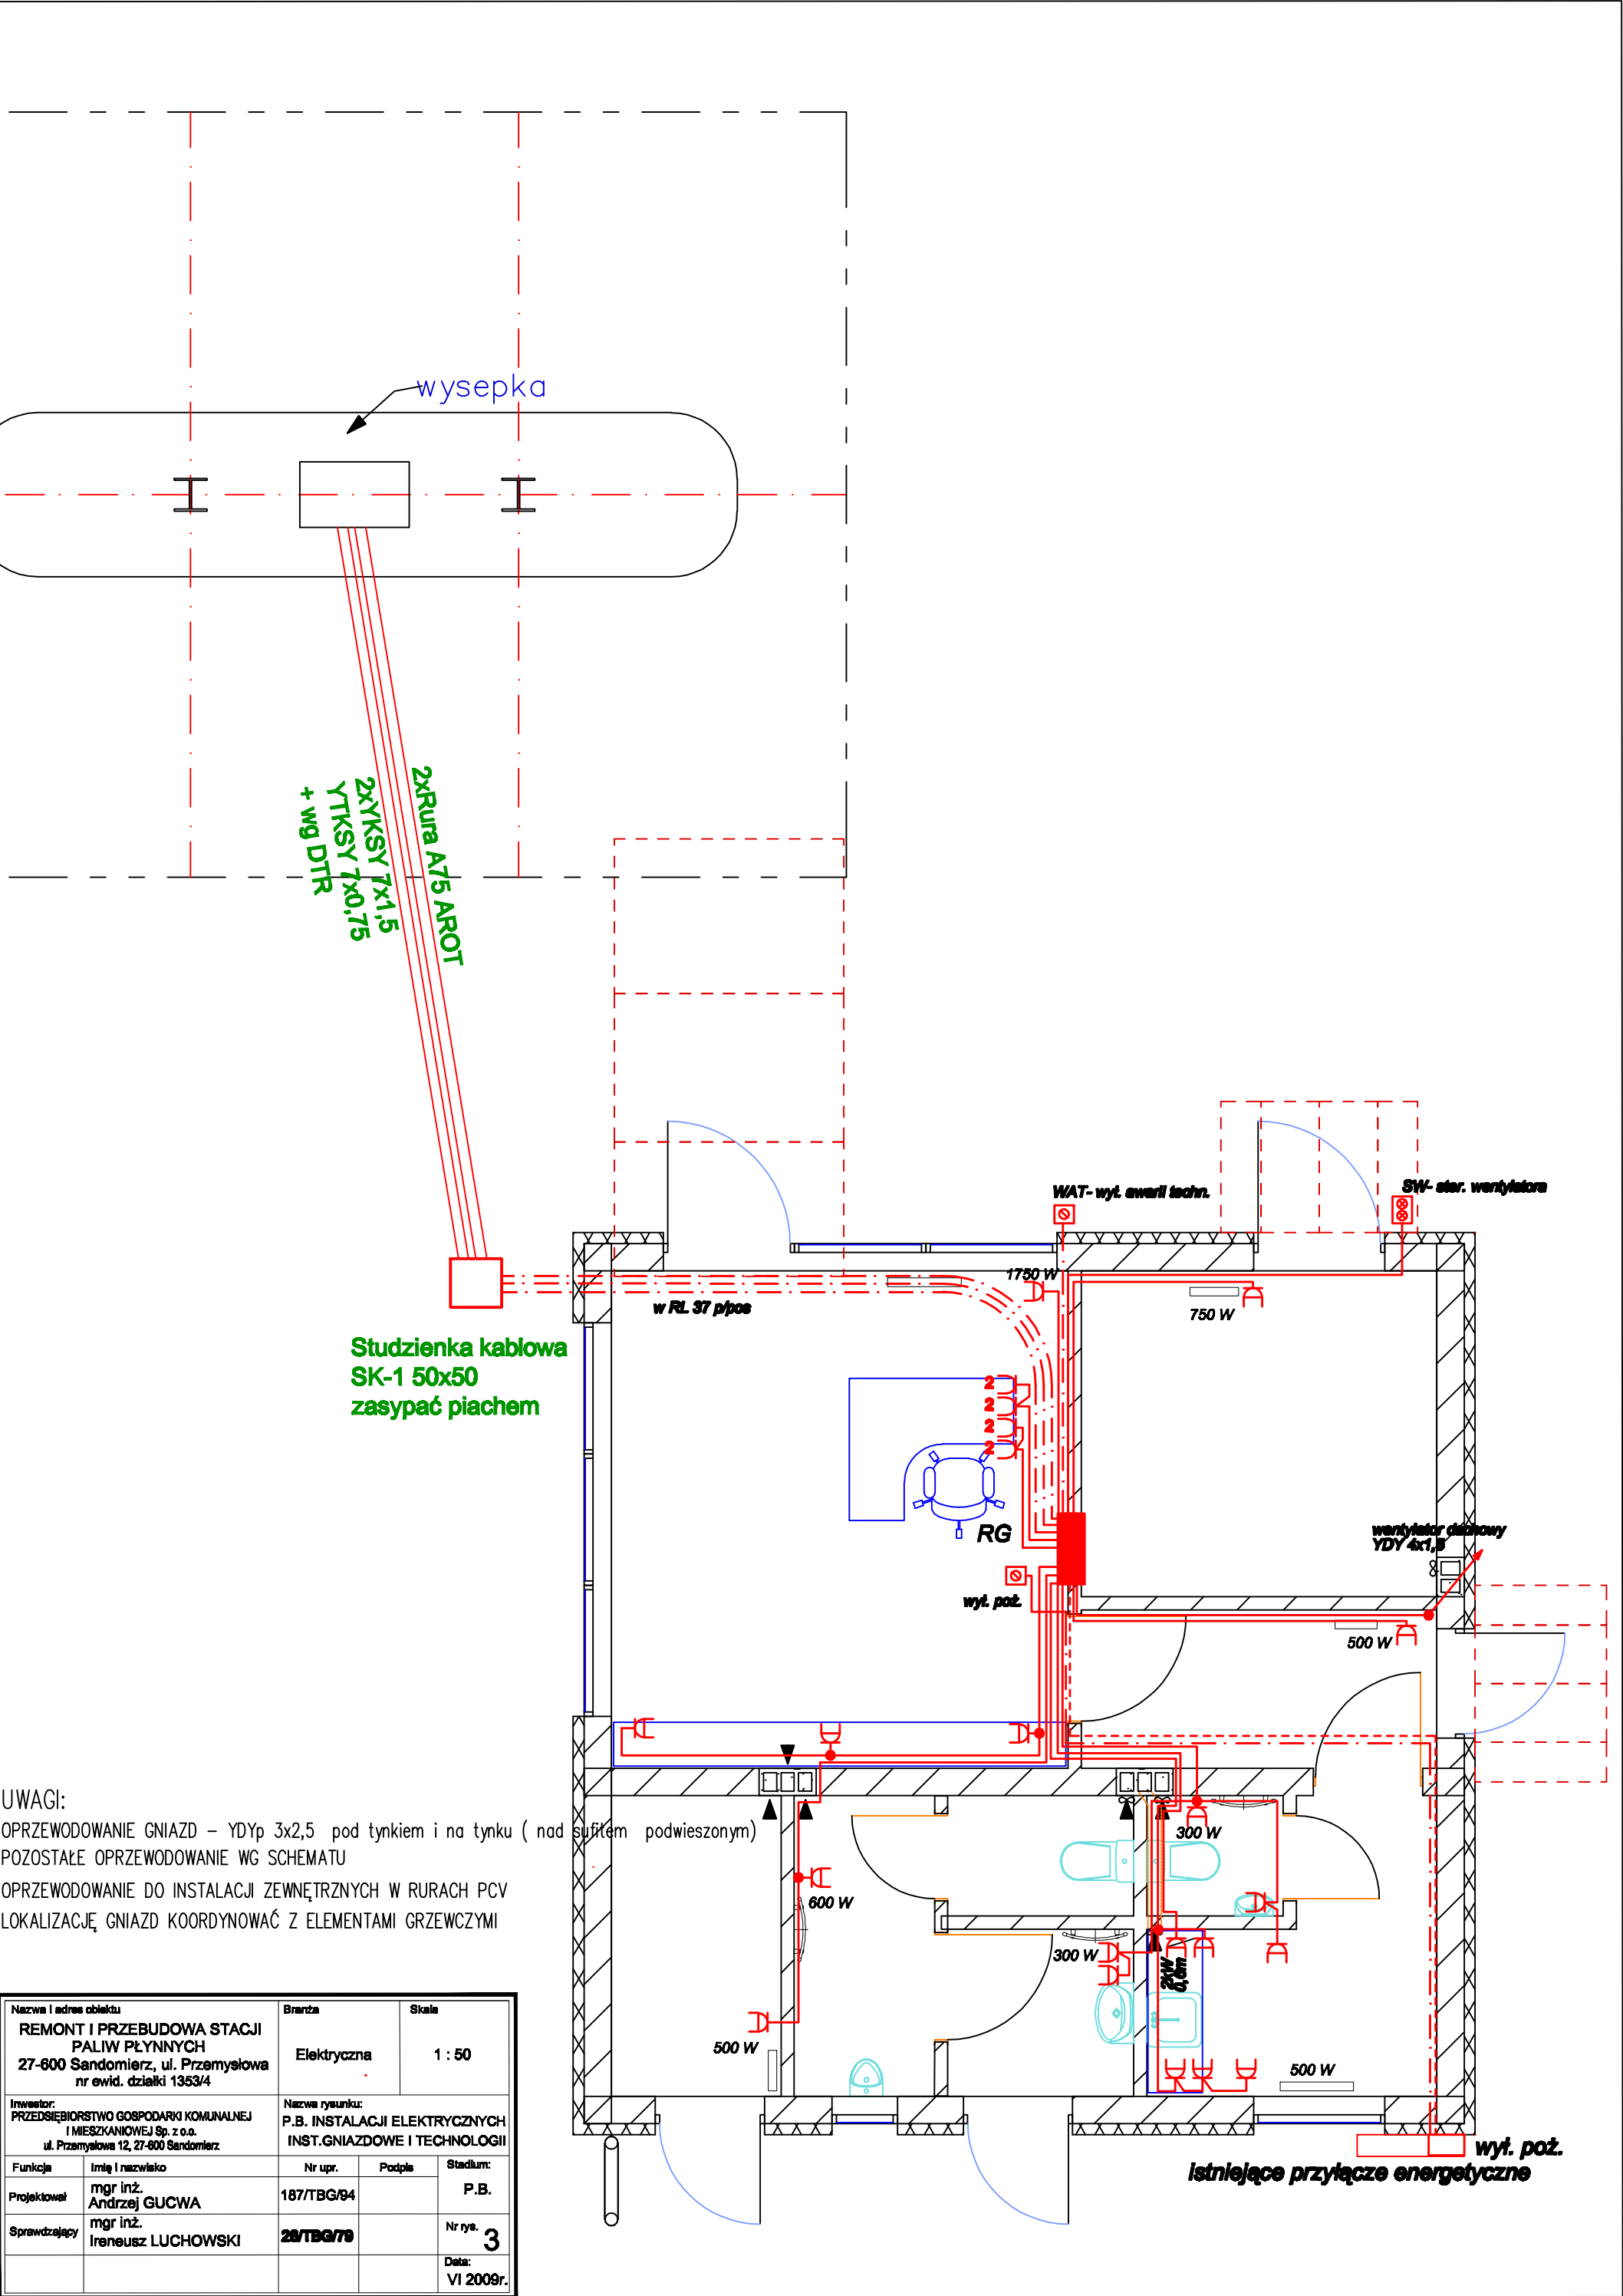 wysepka
2xRura A75 AROT
2xYKSY 7x1,5
YTKSY 7x0,75
+ wg DTR
WAT- wył. awarii techn.
SW- ster. wentylatora
1750 W
w RL 37 p/pos
750 W
Studzienka kablowa
SK-1 50x50
zasypać piachem
2
2
2
2
RG
wentylator dachowy
YDY 4x1,5
wył. poż.
500 W
UWAGI:
OPRZEWODOWANIE GNIAZD – YDYp 3x2,5 pod tynkiem i na tynku ( nad sufitem podwieszonym)
POZOSTAŁE OPRZEWODOWANIE WG SCHEMATU
OPRZEWODOWANIE DO INSTALACJI ZEWNĘTRZNYCH W RURACH PCV
LOKALIZACJĘ GNIAZD KOORDYNOWAĆ Z ELEMENTAMI GRZEWCZYMI
300 W
600 W
300 W
2KW
0,6m
500 W
500 W
wył. poż.
istniejące przyłącze energetyczne
Nazwa i adres obiektu
REMONT I PRZEBUDOWA STACJI
PALIW PŁYNNYCH
27-600 Sandomierz, ul. Przemysłowa
nr ewid. działki 1353/4
Branża
Elektryczna
Skala
1 : 50
Inwestor:
PRZEDSIĘBIORSTWO GOSPODARKI KOMUNALNEJ
I MIESZKANIOWEJ Sp. z o.o.
ul. Przemysłowa 12, 27-600 Sandomierz
Nazwa rysunku:
P.B. INSTALACJI ELEKTRYCZNYCH
INST.GNIAZDOWE I TECHNOLOGII
Funkcja Imię i nazwisko Nr upr. Podpis Stadium:
P.B.
Projektował mgr inż.
Andrzej GUCWA 187/TBG/94
Sprawdzający mgr inż.
Ireneusz LUCHOWSKI 28/TBG/79
Nr rys. 3
Data:
VI 2009r.